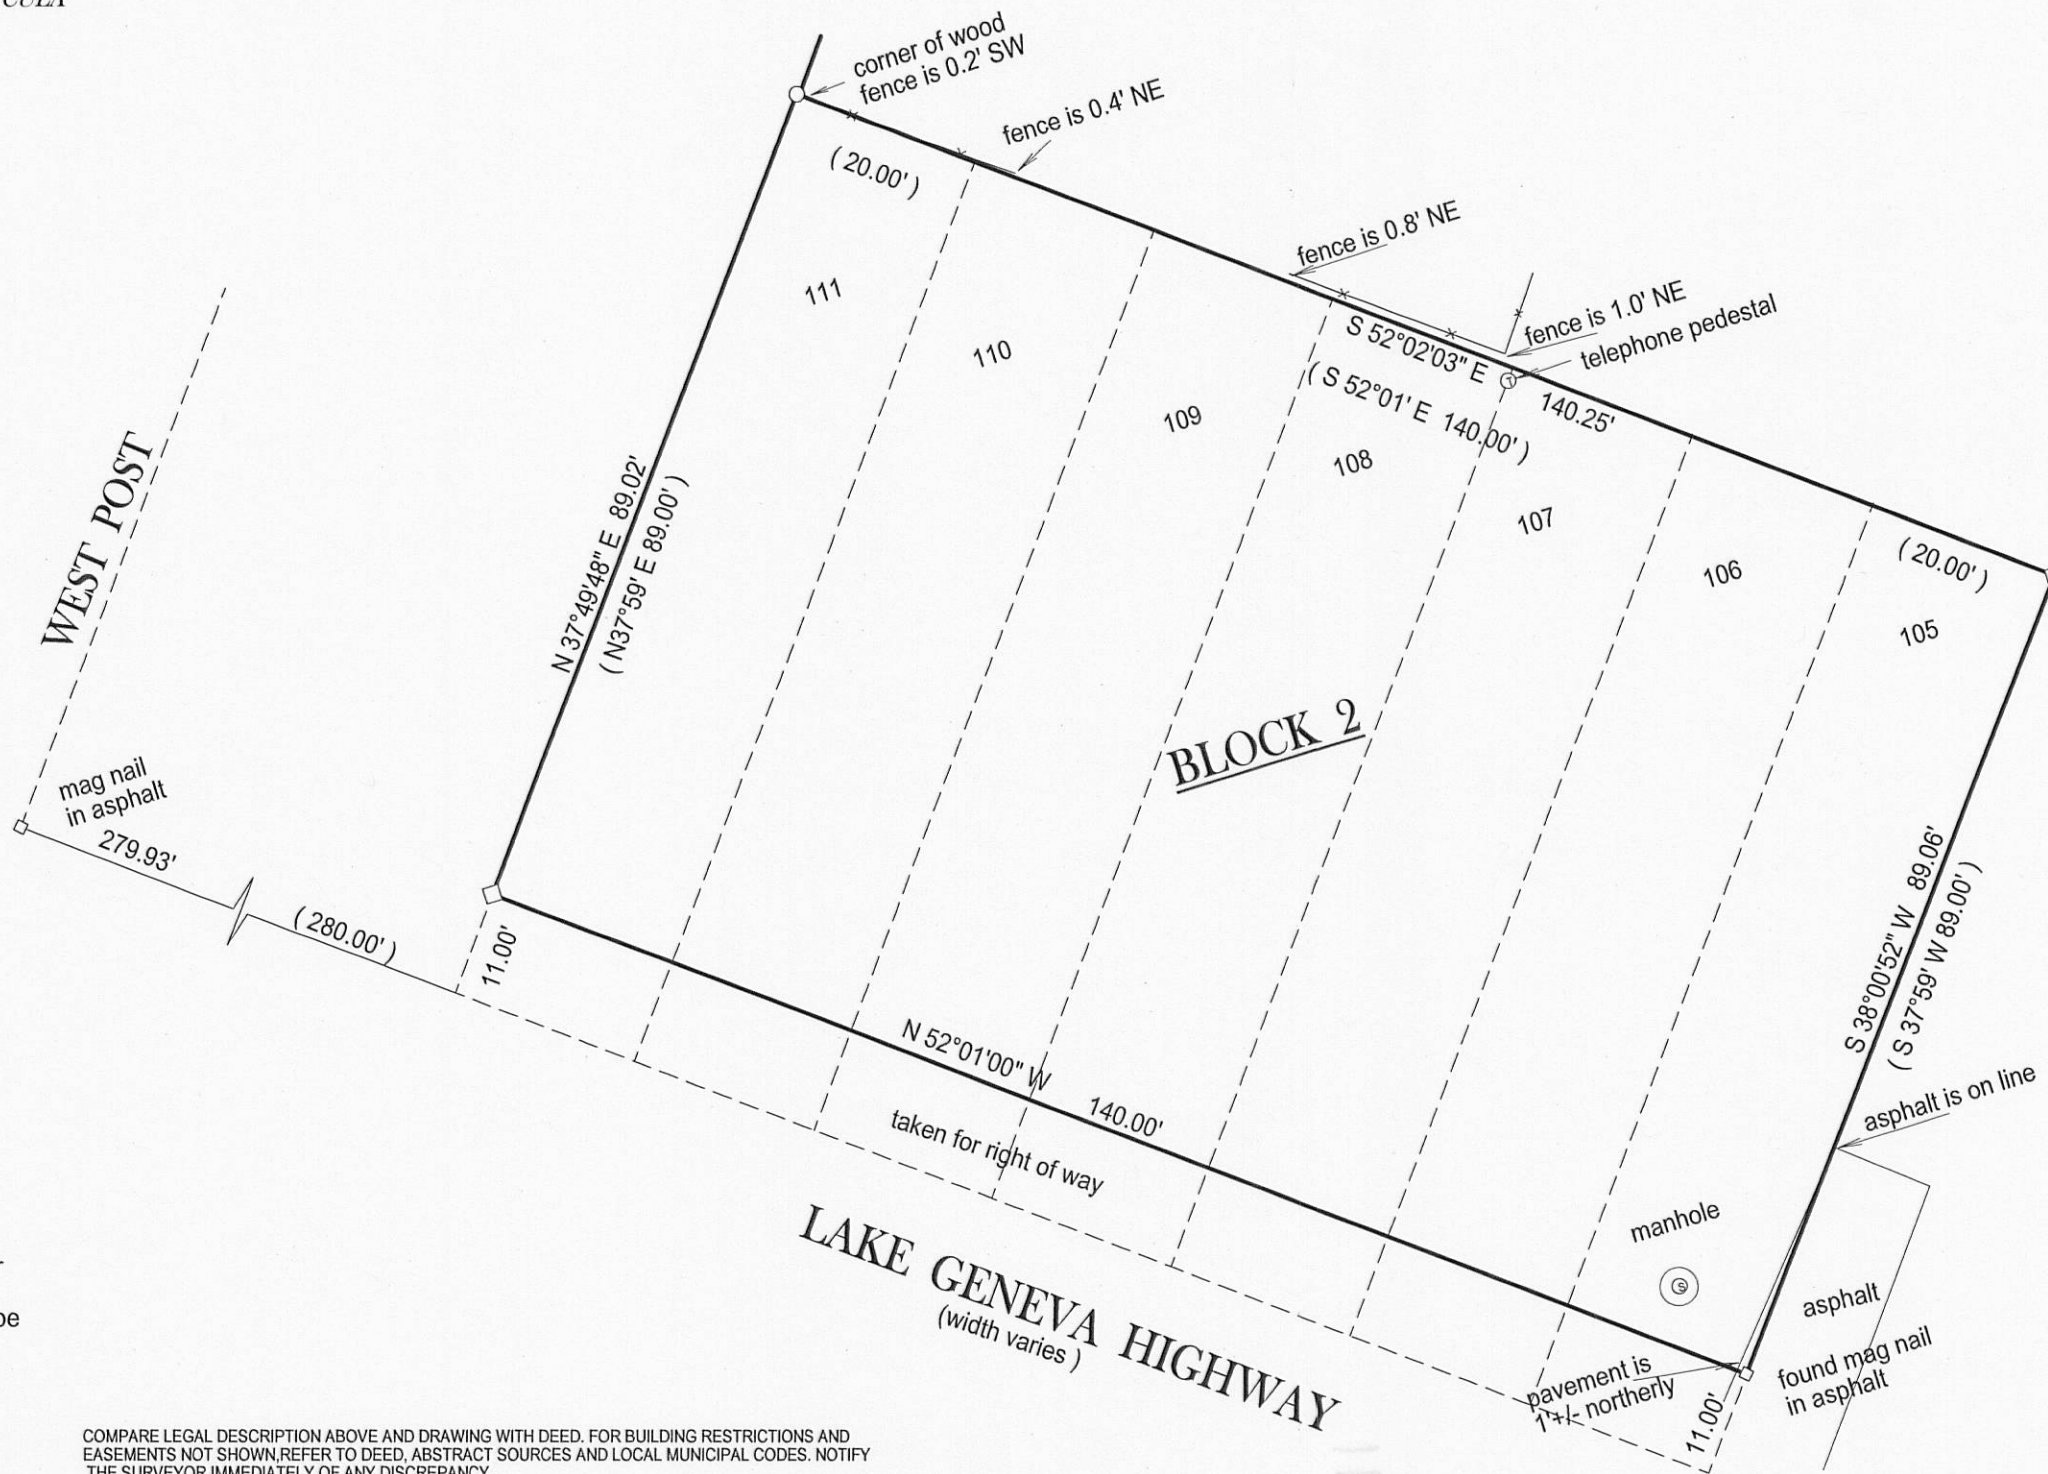 corner of wood
fence is 0.2' SW
fence is 0.4' NE
( 20.00' )
fence is 0.8' NE
fence is 1.0' NE
telephone pedestal
111
110
109
108
107
106
105
S 52°02'03" E
140.25'
( S 52°01' E 140.00' )
( 20.00' )
WEST POST
N 37°49'48" E 89.02'
( N37°59' E 89.00' )
BLOCK 2
mag nail
in asphalt
279.93'
( 280.00' )
11.00'
S 38°00'52" W 89.06'
( S 37°59' W 89.00' )
N 52°01'00" W
140.00'
taken for right of way
asphalt is on line
LAKE GENEVA HIGHWAY
(width varies )
manhole
S
asphalt
pavement is
1'+/- northerly
found mag nail
in asphalt
11.00'
COMPARE LEGAL DESCRIPTION ABOVE AND DRAWING WITH DEED. FOR BUILDING RESTRICTIONS AND
EASEMENTS NOT SHOWN,REFER TO DEED, ABSTRACT SOURCES AND LOCAL MUNICIPAL CODES. NOTIFY
THE SURVEYOR IMMEDIATELY OF ANY DISCREPANCY